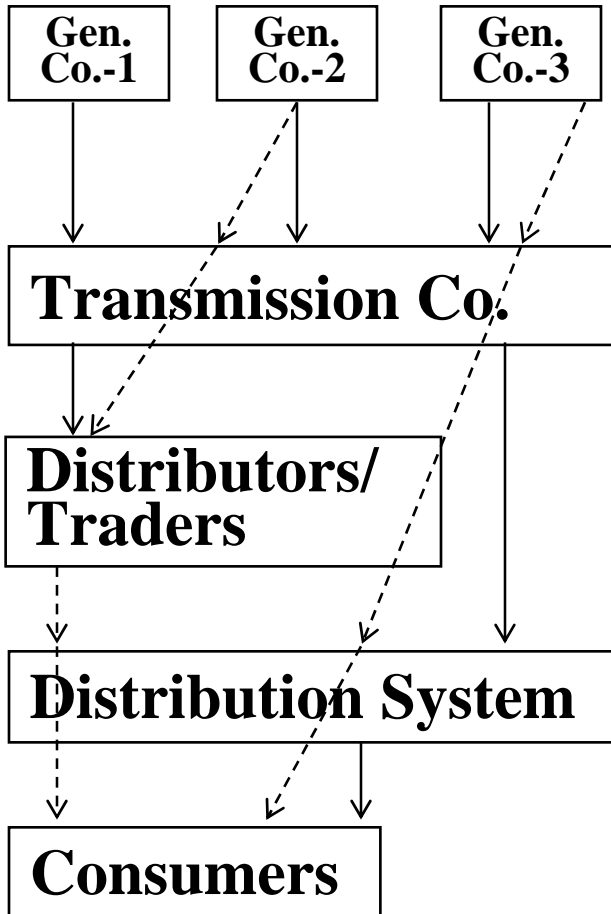 Gen.
Co.-1
Gen.
Co.-2
Gen.
Co.-3
Transmission Co.
Distributors/
Traders
Distribution System
Consumers